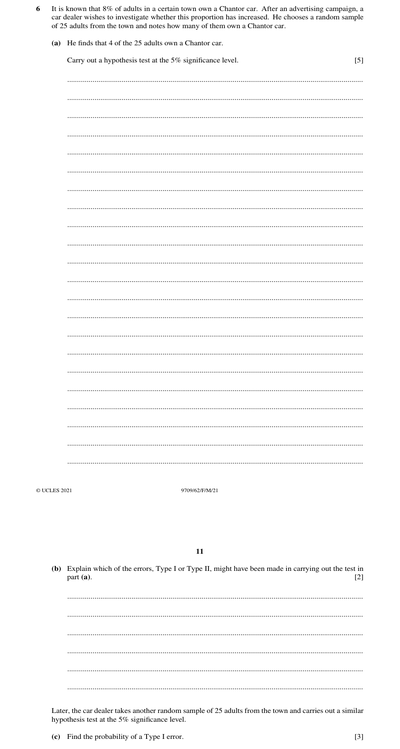 6 It is known that 8% of adults in a certain town own a Chantor car. After an advertising campaign, a
car dealer wishes to investigate whether this proportion has increased. He chooses a random sample
of 25 adults from the town and notes how many of them own a Chantor car.
(a) He finds that 4 of the 25 adults own a Chantor car.
Carry out a hypothesis test at the 5% significance level. [5]
© UCLES 2021 9709/62/F/M/21
11
(b) Explain which of the errors, Type I or Type II, might have been made in carrying out the test in
part (a). [2]
Later, the car dealer takes another random sample of 25 adults from the town and carries out a similar
hypothesis test at the 5% significance level.
(c) Find the probability of a Type I error. [3]